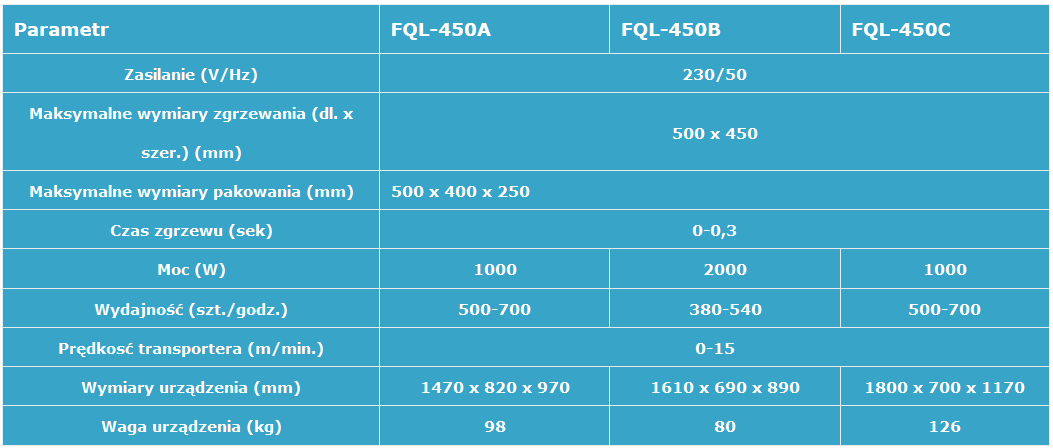 Parametr FQL-450A FQL-450B FQL-450C
Zasilanie (V/Hz) 230/50
Maksymalne wymiary zgrzewania (dl. x
szer.) (mm) 500 x 450
Maksymalne wymiary pakowania (mm) 500 x 400 x 250
Czas zgrzewu (sek) 0-0,3
Moc (W) 1000 2000 1000
Wydajność (szt./godz.) 500-700 380-540 500-700
Prędkosć transportera (m/min.) 0-15
Wymiary urządzenia (mm) 1470 x 820 x 970 1610 x 690 x 890 1800 x 700 x 1170
Waga urządzenia (kg) 98 80 126